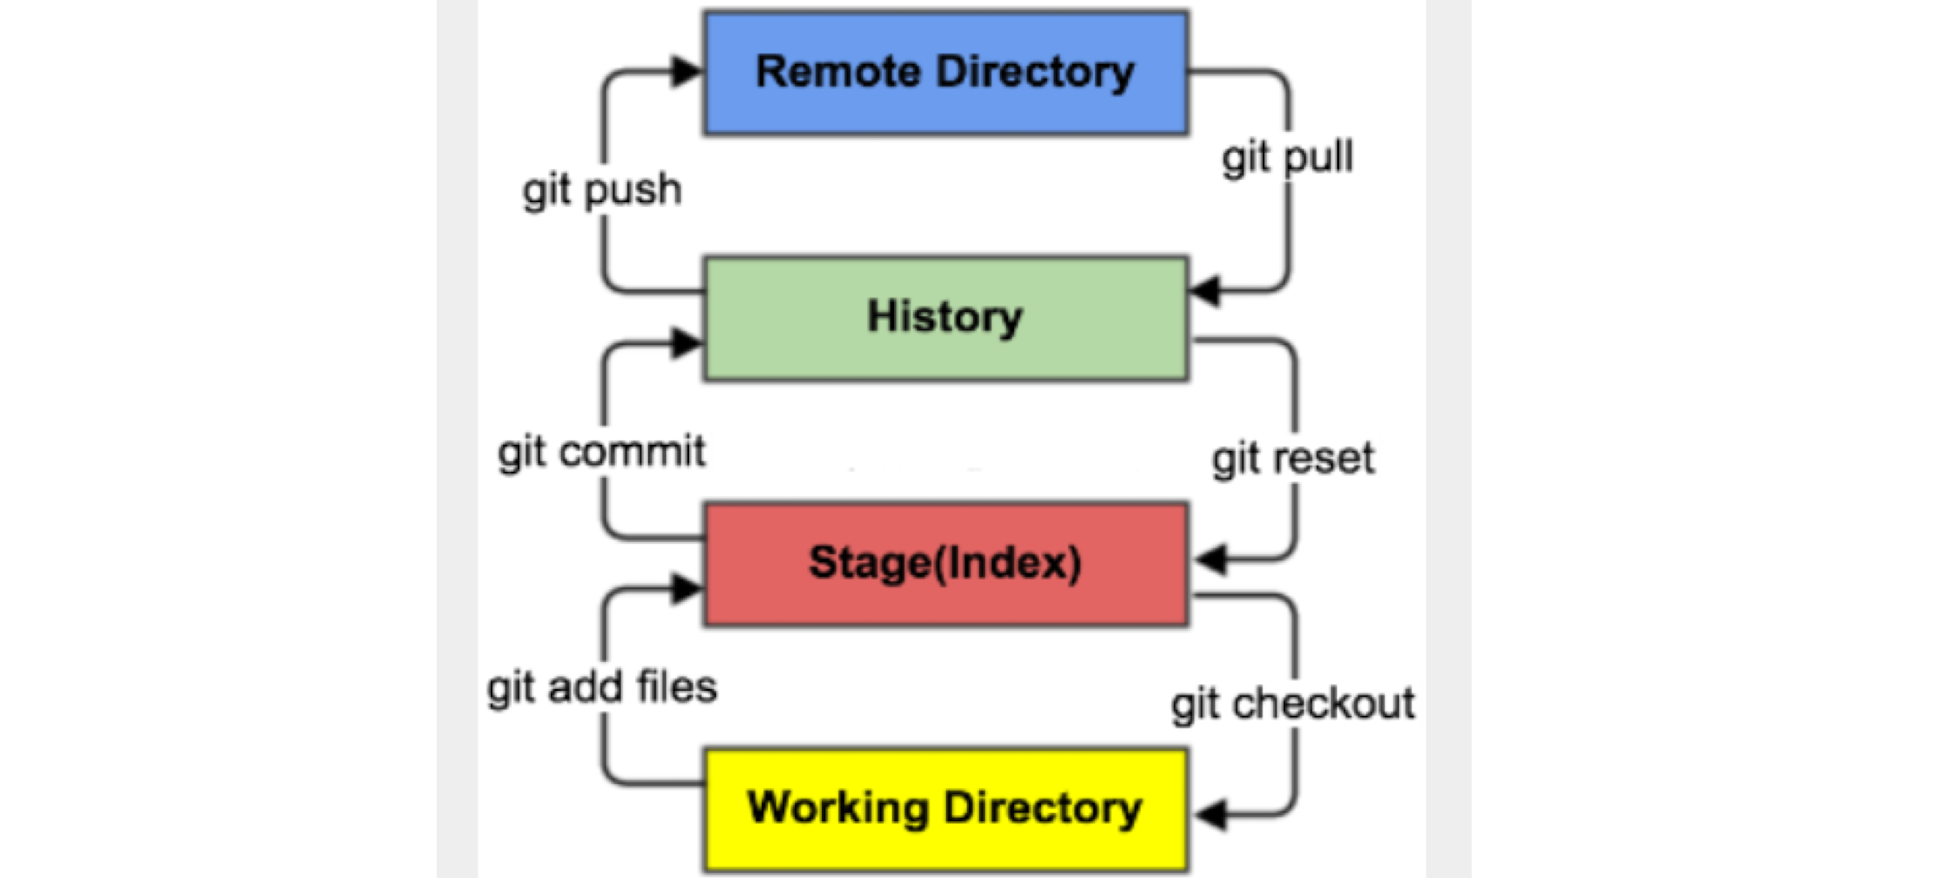 Remote Directory
git pull
git push
History
git commit
git reset
Stage(Index)
git add files
git checkout
Working Directory